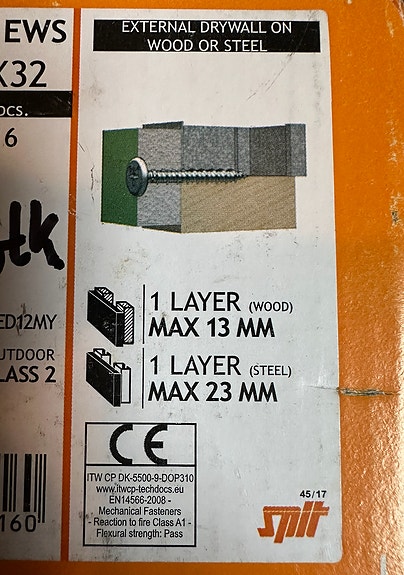 EWS
X32
OCS.
6
tk
ED12MY
UTDOOR
LASS 2
160
EXTERNAL DRYWALL ON
WOOD OR STEEL
1 LAYER (WOOD)
MAX 13 MM
1 LAYER (STEEL)
MAX 23 MM
CE
ITW CP DK-5500-9-DOP310
www.itwcp-techdocs.eu
EN14566-2008 -
Mechanical Fasteners
- Reaction to fire Class A1 -
Flexural strength: Pass
45/17
spit